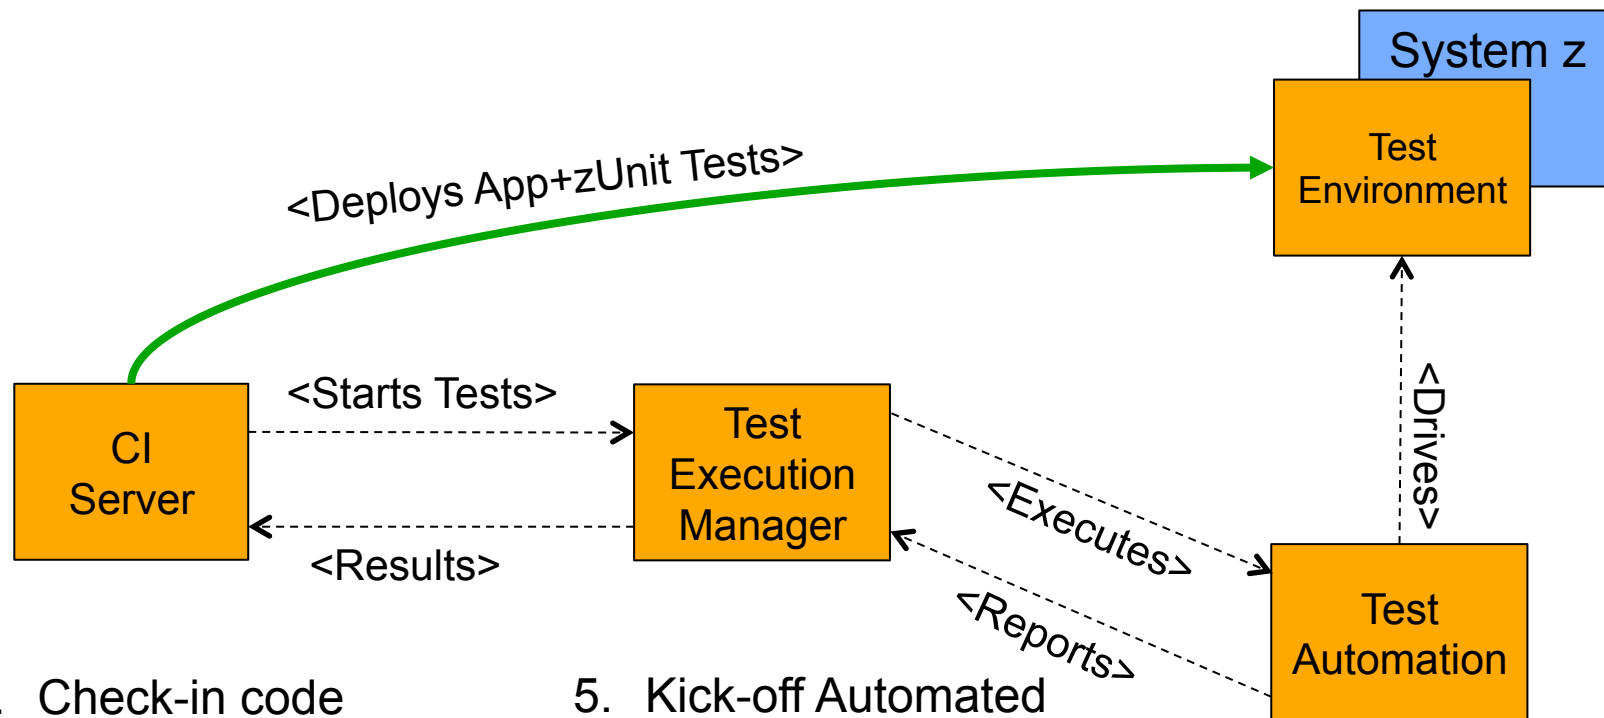 System z
Test
Environment
<Deploys App+zUnit Tests>
<Starts Tests>
CI
Server
Test
Execution
Manager
<Results>
<Executes>
<Reports>
<Drives>
Test
Automation
. Check-in code
5. Kick-off Automated